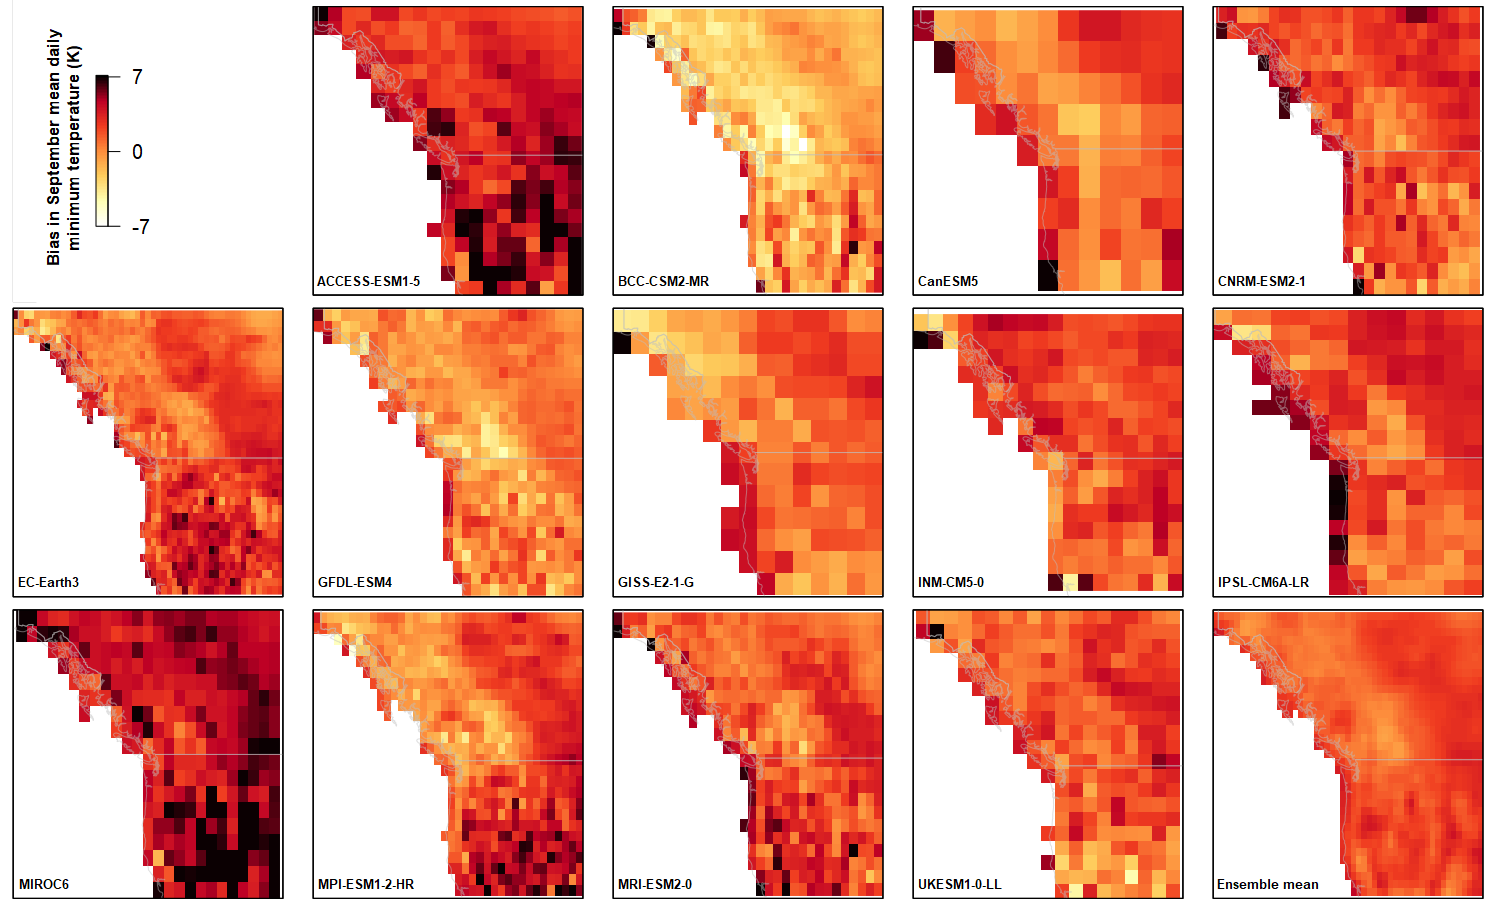 Bias in September mean daily
minimum temperature (K)
7
0
-7
ACCESS-ESM1-5
BCC-CSM2-MR
CanESM5
CNRM-ESM2-1
EC-Earth3
GFDL-ESM4
GISS-E2-1-G
INM-CM5-0
IPSL-CM6A-LR
MIROC6
MPI-ESM1-2-HR
MRI-ESM2-0
UKESM1-0-LL
Ensemble mean